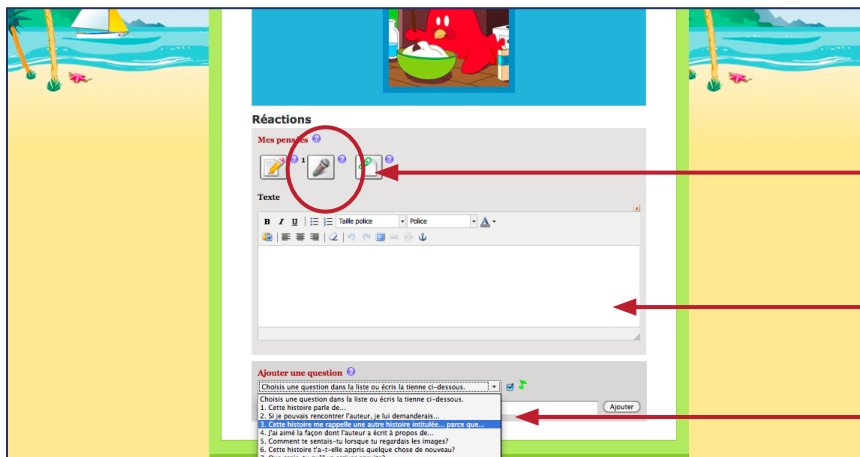 Réactions
Mes pensées
1
Texte
B I U Taille police Police A
Ajouter une question
Choisis une question dans la liste ou écris la tienne ci-dessous.
Ajouter
Choisis une question dans la liste ou écris la tienne ci-dessous.
1. Cette histoire parle de...
2. Si je pouvais rencontrer l'auteur, je lui demanderais...
3. Cette histoire me rappelle une autre histoire intitulée... parce que...
4. J'ai aimé la façon dont l'auteur a écrit à propos de...
5. Comment te sentais-tu lorsque tu regardais les images?
6. Cette histoire t'a-t-elle appris quelque chose de nouveau?